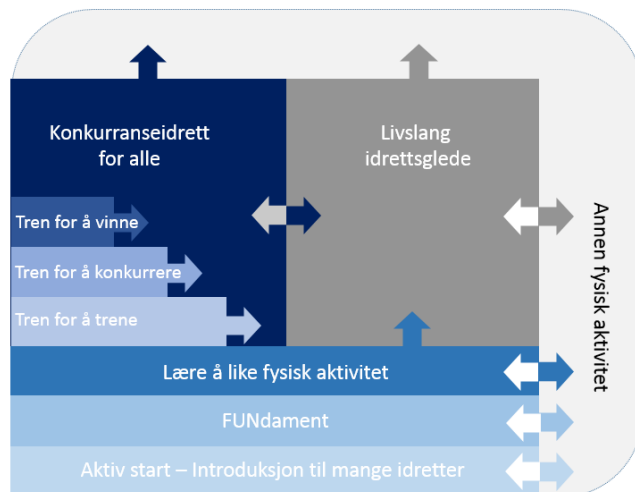 Konkurranseidrett
for alle
Livslang
idrettsglede
Tren for å vinne
Tren for å konkurrere
Tren for å trene
Lære å like fysisk aktivitet
FUNdament
Aktiv start – Introduksjon til mange idretter
Annen fysisk aktivitet